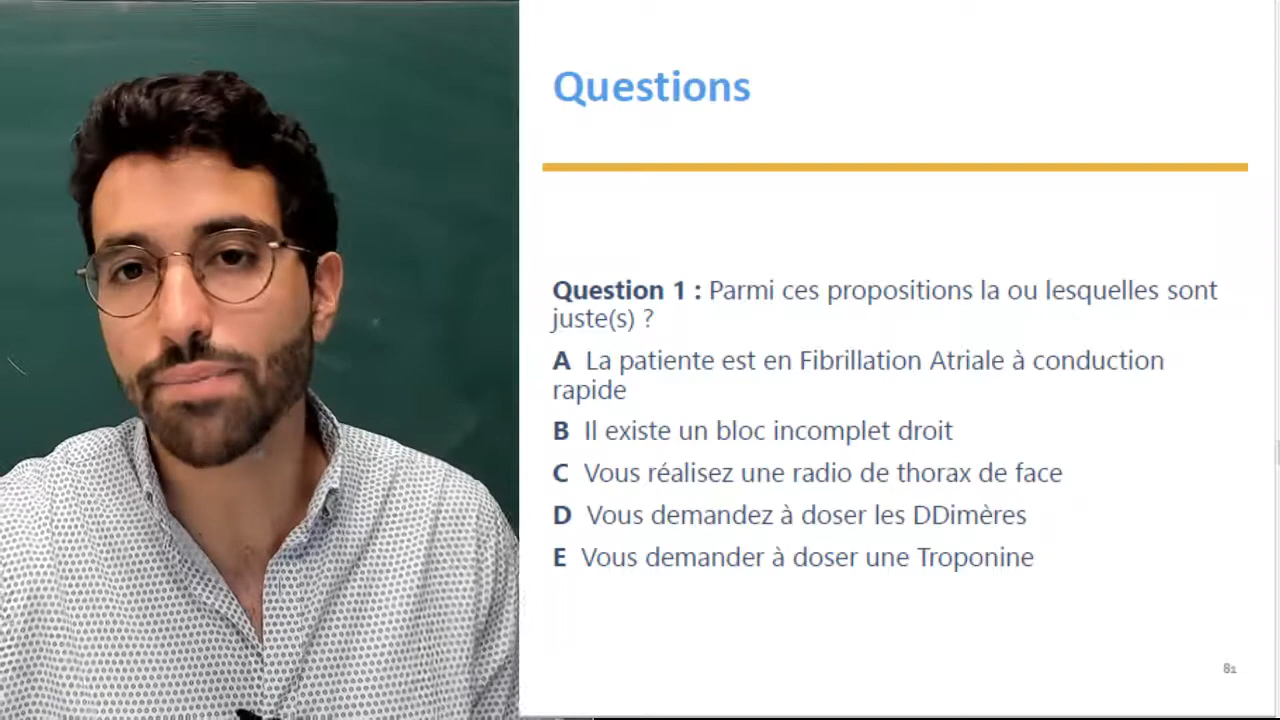 Questions
Question 1 : Parmi ces propositions la ou lesquelles sont
juste(s) ?
A La patiente est en Fibrillation Atriale à conduction
rapide
B Il existe un bloc incomplet droit
C Vous réalisez une radio de thorax de face
D Vous demandez à doser les DDimères
E Vous demander à doser une Troponine
81